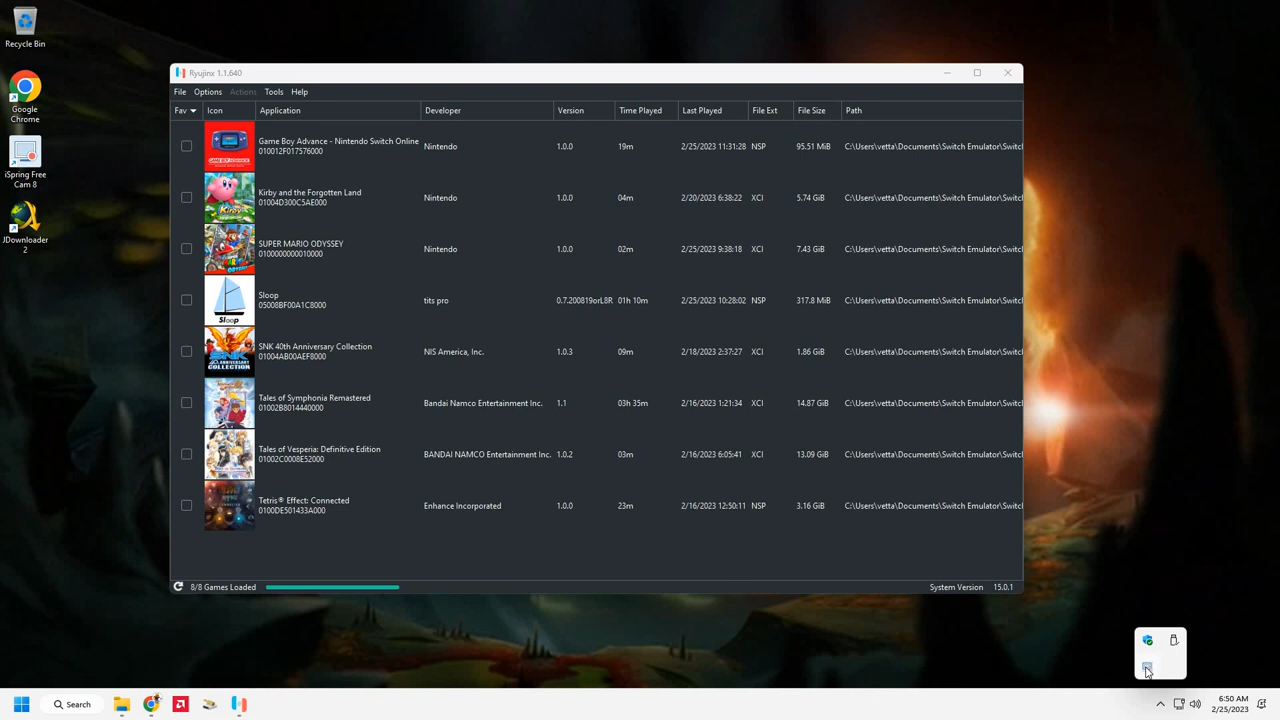 Recycle Bin
Google
Chrome
iSpring Free
Cam 8
JDownloader
2
Ryujinx 1.1.640
File Options Actions Tools Help
Fav Icon Application Developer Version Time Played Last Played File Ext File Size Path
Game Boy Advance - Nintendo Switch Online
010012F017576000
Nintendo 1.0.0 19m 2/25/2023 11:31:28 NSP 95.51 MiB C:\Users\vetta\Documents\Switch Emulator\Switc
Kirby and the Forgotten Land
01004D300C5AE000
Nintendo 1.0.0 04m 2/20/2023 6:38:22 XCI 5.74 GiB C:\Users\vetta\Documents\Switch Emulator\Switc
SUPER MARIO ODYSSEY
0100000000010000
Nintendo 1.0.0 02m 2/25/2023 9:38:18 XCI 7.43 GiB C:\Users\vetta\Documents\Switch Emulator\Switc
Sloop
Sloop
05008BF00A1C8000
tits pro 0.7.200819orL8R 01h 10m 2/25/2023 10:28:02 NSP 317.8 MiB C:\Users\vetta\Documents\Switch Emulator\Switc
SNK 40th Anniversary Collection
01004AB00AEF8000
NIS America, Inc. 1.0.3 09m 2/18/2023 2:37:27 XCI 1.86 GiB C:\Users\vetta\Documents\Switch Emulator\Switc
Tales of Symphonia Remastered
01002B8014440000
Bandai Namco Entertainment Inc. 1.1 03h 35m 2/16/2023 1:21:34 XCI 14.87 GiB C:\Users\vetta\Documents\Switch Emulator\Switc
Tales of Vesperia: Definitive Edition
01002C0008E52000
BANDAI NAMCO Entertainment Inc. 1.0.2 03m 2/16/2023 6:05:41 XCI 13.09 GiB C:\Users\vetta\Documents\Switch Emulator\Switc
Tetris® Effect: Connected
0100DE501433A000
Enhance Incorporated 1.0.0 23m 2/16/2023 12:50:11 NSP 3.16 GiB C:\Users\vetta\Documents\Switch Emulator\Switc
8/8 Games Loaded
System Version 15.0.1
Search
6:50 AM
2/25/2023